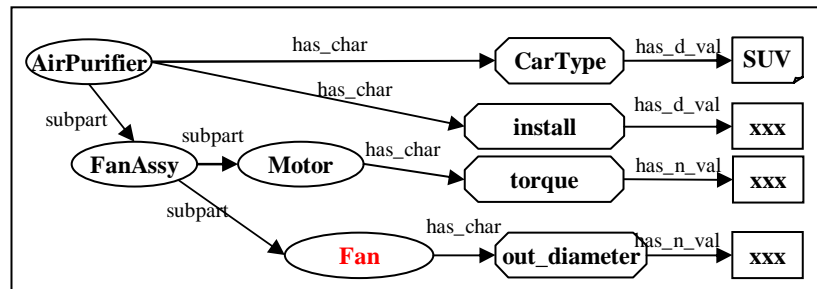 has_char
has_d_val
AirPurifier
CarType
SUV
has_char
has_d_val
subpart
install
xxx
subpart
has_char
has_n_val
FanAssy
Motor
torque
xxx
subpart
has_char
has_n_val
Fan
out_diameter
xxx